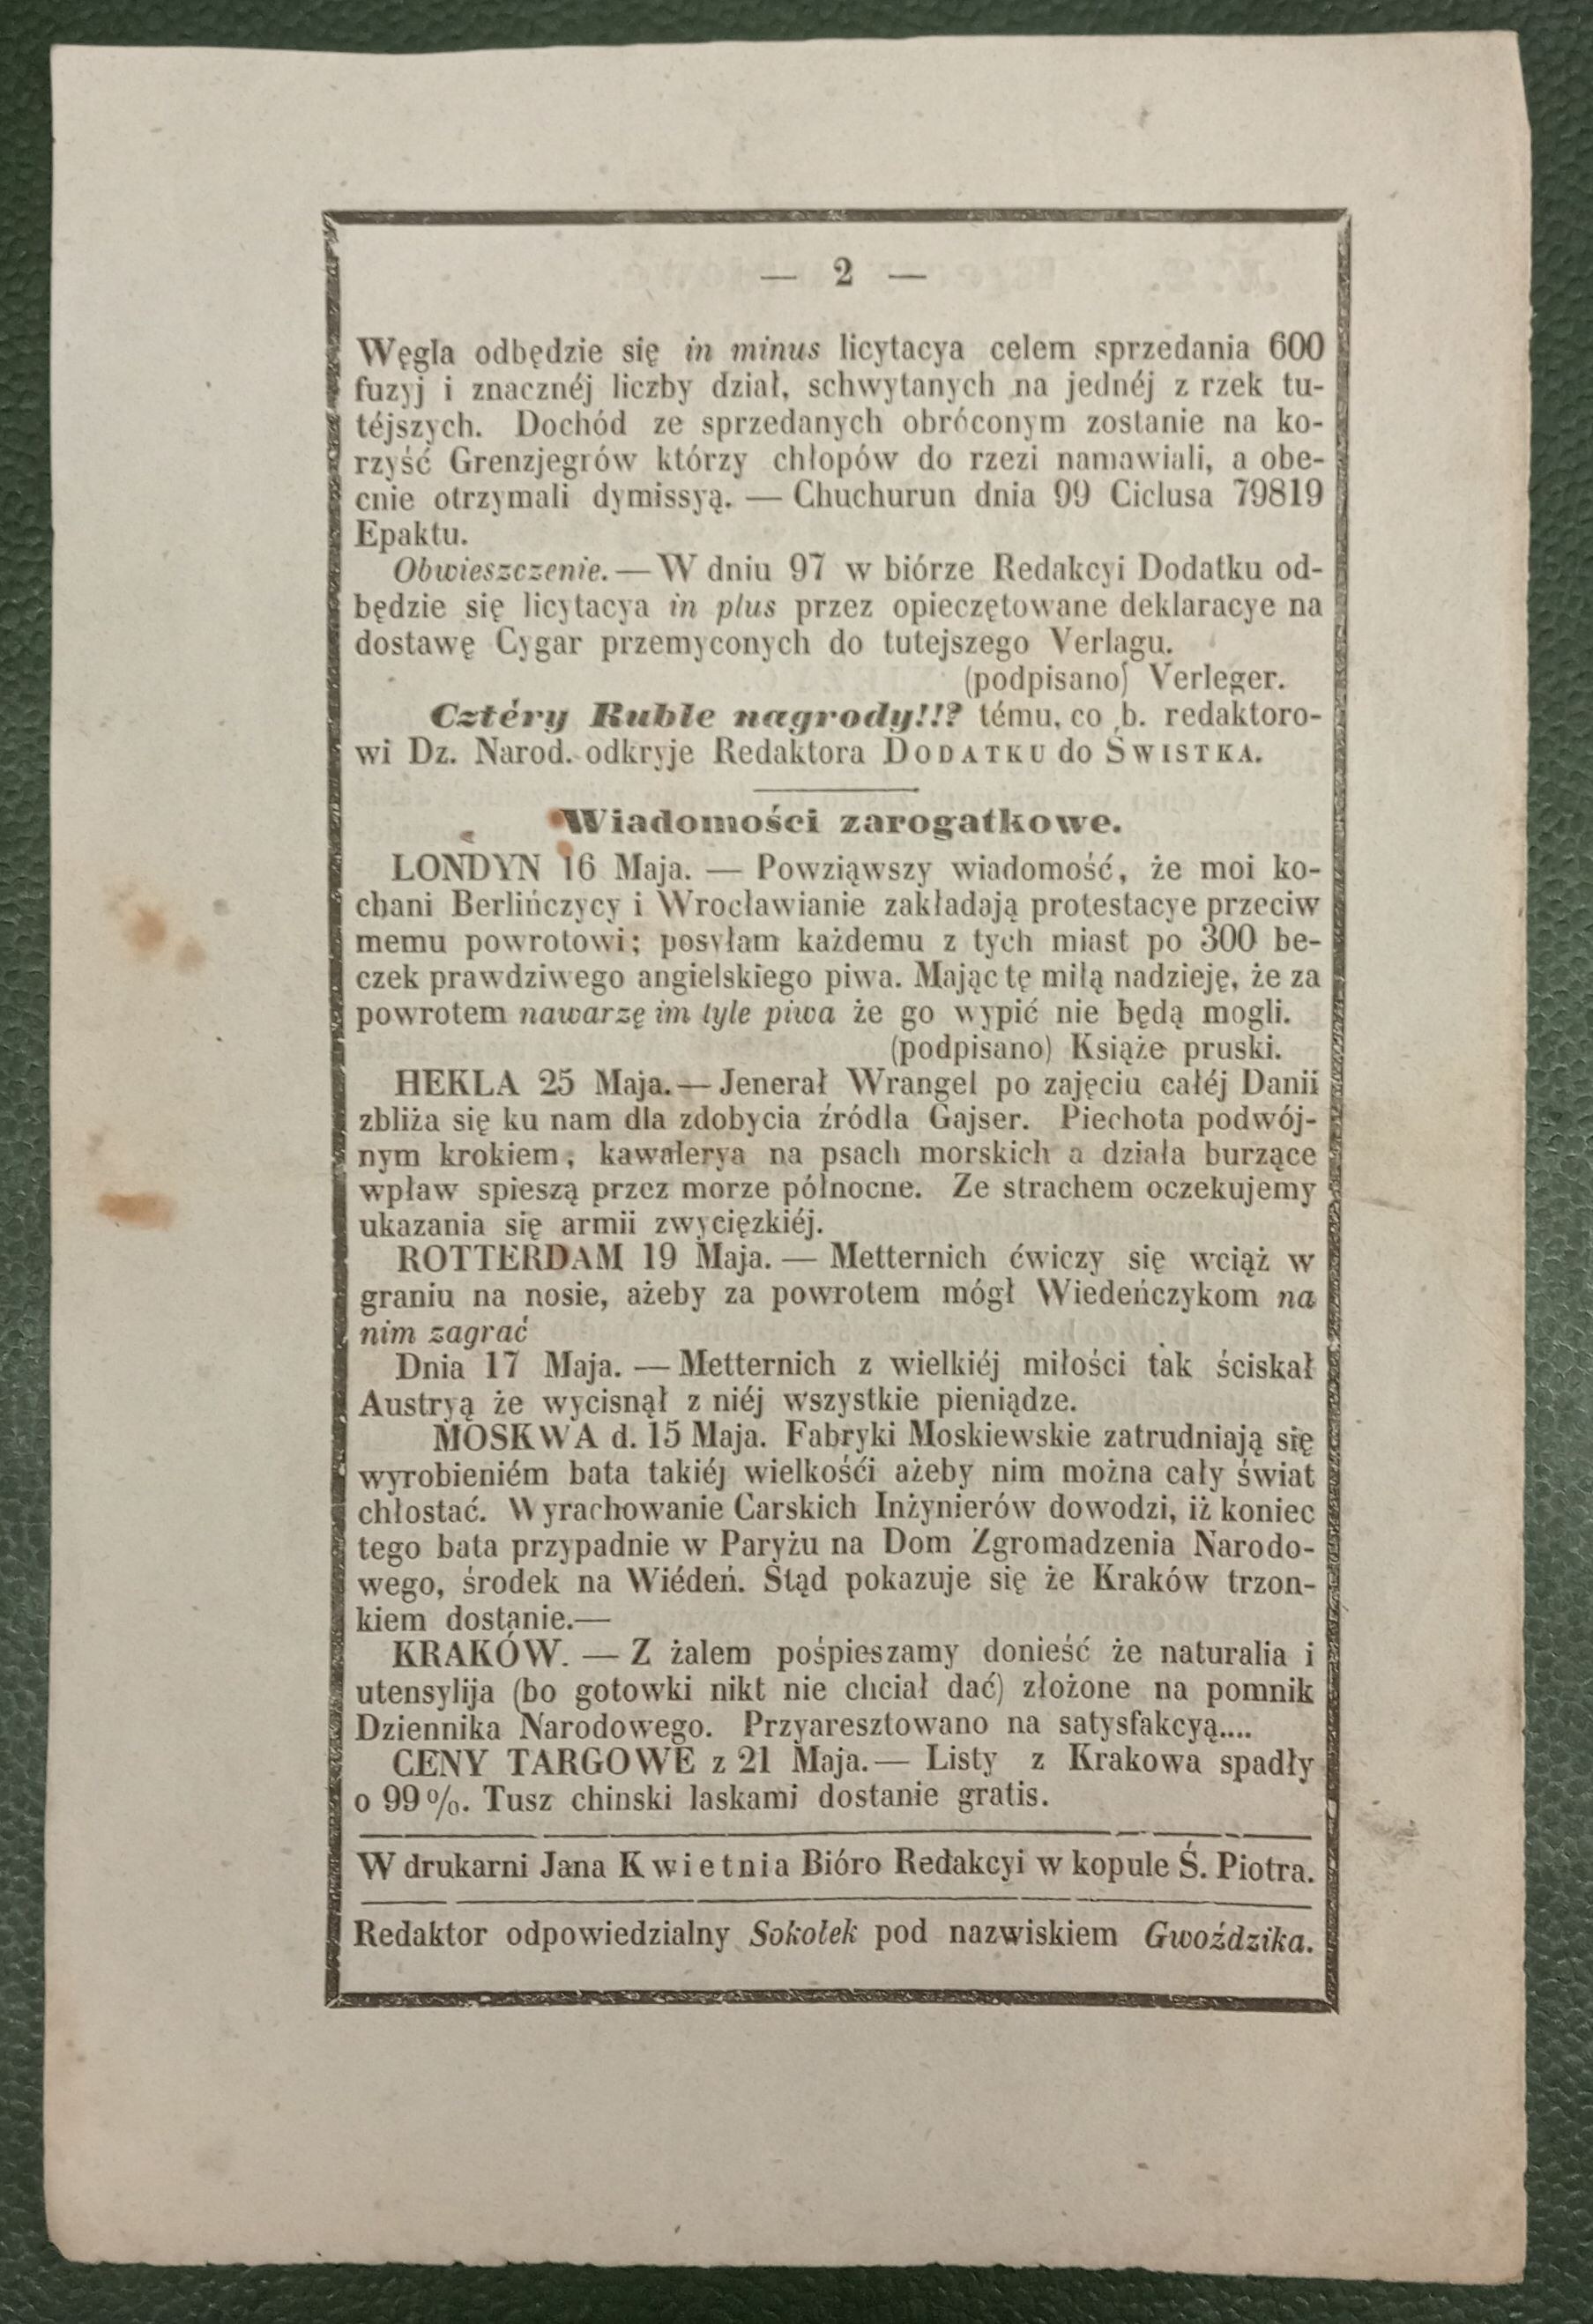 — 2 —
Węgla odbędzie się in minus licytacya celem sprzedania 600
fuzyj i znacznéj liczby dział, schwytanych na jednéj z rzek tu-
téjszych. Dochód ze sprzedanych obróconym zostanie na ko-
rzyść Grenzjegrów którzy chłopów do rzezi namawiali, a obe-
cnie otrzymali dymissyą. — Chuchurun dnia 99 Ciclusa 79819
Epaktu.
Obwieszczenie. — W dniu 97 w biórze Redakcyi Dodatku od-
będzie się licytacya in plus przez opieczętowane deklaracye na
dostawę Cygar przemyconych do tutejszego Verlagu.
(podpisano) Verleger.
Cztéry Ruble nagrody!!? tému, co b. redaktoro-
wi Dz. Narod. odkryje Redaktora DODATKU do ŚWISTKA.
Wiadomości zarogatkowe.
LONDYN 16 Maja. — Powziąwszy wiadomość, że moi ko-
chani Berlińczycy i Wrocławianie zakładają protestacye przeciw
memu powrotowi; posyłam każdemu z tych miast po 300 be-
czek prawdziwego angielskiego piwa. Mając tę miłą nadzieję, że za
powrotem nawarzę im tyle piwa że go wypić nie będą mogli.
(podpisano) Książe pruski.
HEKLA 25 Maja. — Jenerał Wrangel po zajęciu całéj Danii
zbliża się ku nam dla zdobycia źródła Gajser. Piechota podwój-
nym krokiem, kawalerya na psach morskich a działa burzące
wpław spieszą przez morze północne. Ze strachem oczekujemy
ukazania się armii zwycięzkiéj.
ROTTERDAM 19 Maja. — Metternich ćwiczy się wciąż w
graniu na nosie, ażeby za powrotem mógł Wiedeńczykom na
nim zagrać
Dnia 17 Maja. — Metternich z wielkiéj miłości tak ściskał
Austryą że wycisnął z niéj wszystkie pieniądze.
MOSKWA d. 15 Maja. Fabryki Moskiewskie zatrudniają się
wyrobieniém bata takiéj wielkośći ażeby nim można cały świat
chłostać. Wyrachowanie Carskich Inżynierów dowodzi, iż koniec
tego bata przypadnie w Paryżu na Dom Zgromadzenia Narodo-
wego, środek na Wiédeń. Stąd pokazuje się że Kraków trzon-
kiem dostanie.—
KRAKÓW. — Z żalem pośpieszamy donieść że naturalia i
utensylija (bo gotowki nikt nie chciał dać) złożone na pomnik
Dziennika Narodowego. Przyaresztowano na satysfakcyą....
CENY TARGOWE z 21 Maja. — Listy z Krakowa spadły
o 99%. Tusz chinski laskami dostanie gratis.
W drukarni Jana Kwietnia Bióro Redakcyi w kopule Ś. Piotra.
Redaktor odpowiedzialny Sokołek pod nazwiskiem Gwoździka.